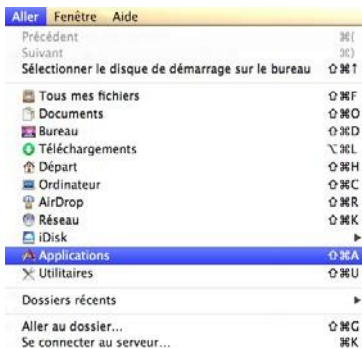 Aller Fenêtre Aide
Précédent ⌘(
Suivant ⌘)
Sélectionner le disque de démarrage sur le bureau ⇧⌘↑
Tous mes fichiers ⇧⌘F
Documents ⇧⌘O
Bureau ⇧⌘D
Téléchargements ⌥⌘L
Départ ⇧⌘H
Ordinateur ⇧⌘C
AirDrop ⇧⌘R
Réseau ⇧⌘K
iDisk ▶
Applications ⇧⌘A
Utilitaires ⇧⌘U
Dossiers récents ▶
Aller au dossier... ⇧⌘G
Se connecter au serveur... ⌘K